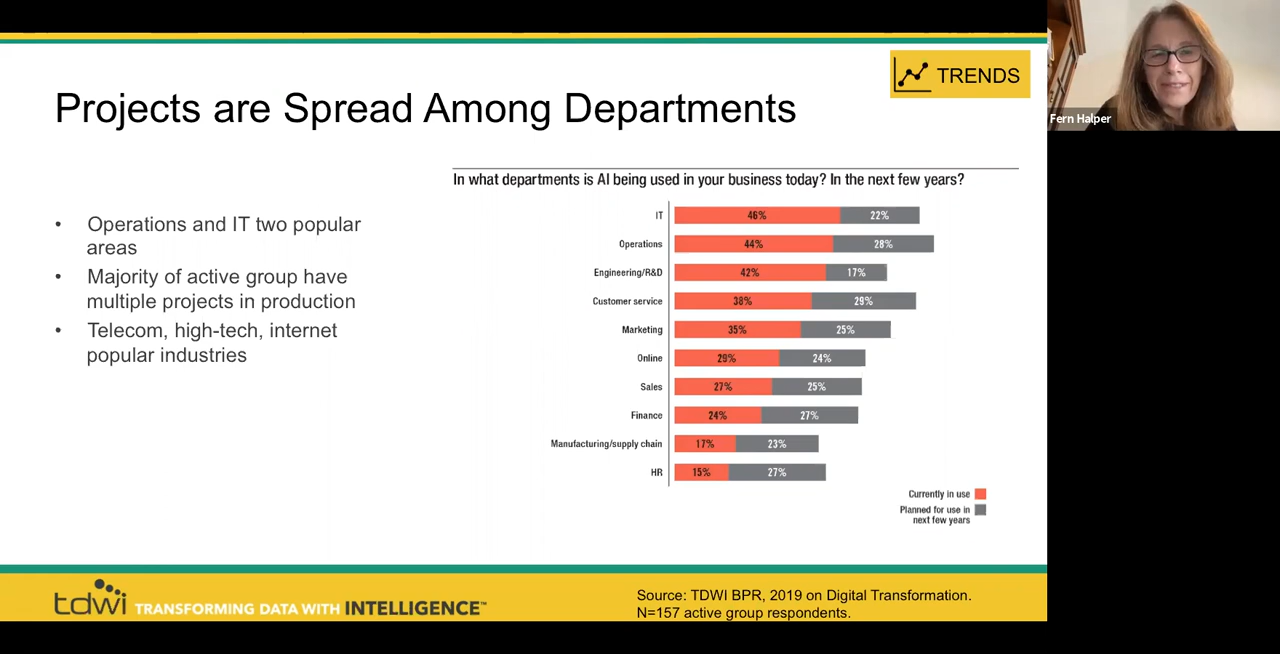 TRENDS
Fern Halper
Projects are Spread Among Departments
• Operations and IT two popular
areas
• Majority of active group have
multiple projects in production
• Telecom, high-tech, internet
popular industries
In what departments is AI being used in your business today? In the next few years?
IT 46% 22%
Operations 44% 28%
Engineering/R&D 42% 17%
Customer service 38% 29%
Marketing 35% 25%
Online 29% 24%
Sales 27% 25%
Finance 24% 27%
Manufacturing/supply chain 17% 23%
HR 15% 27%
Currently in use
Planned for use in
next few years
tdwi TRANSFORMING DATA WITH INTELLIGENCE™
Source: TDWI BPR, 2019 on Digital Transformation.
N=157 active group respondents.